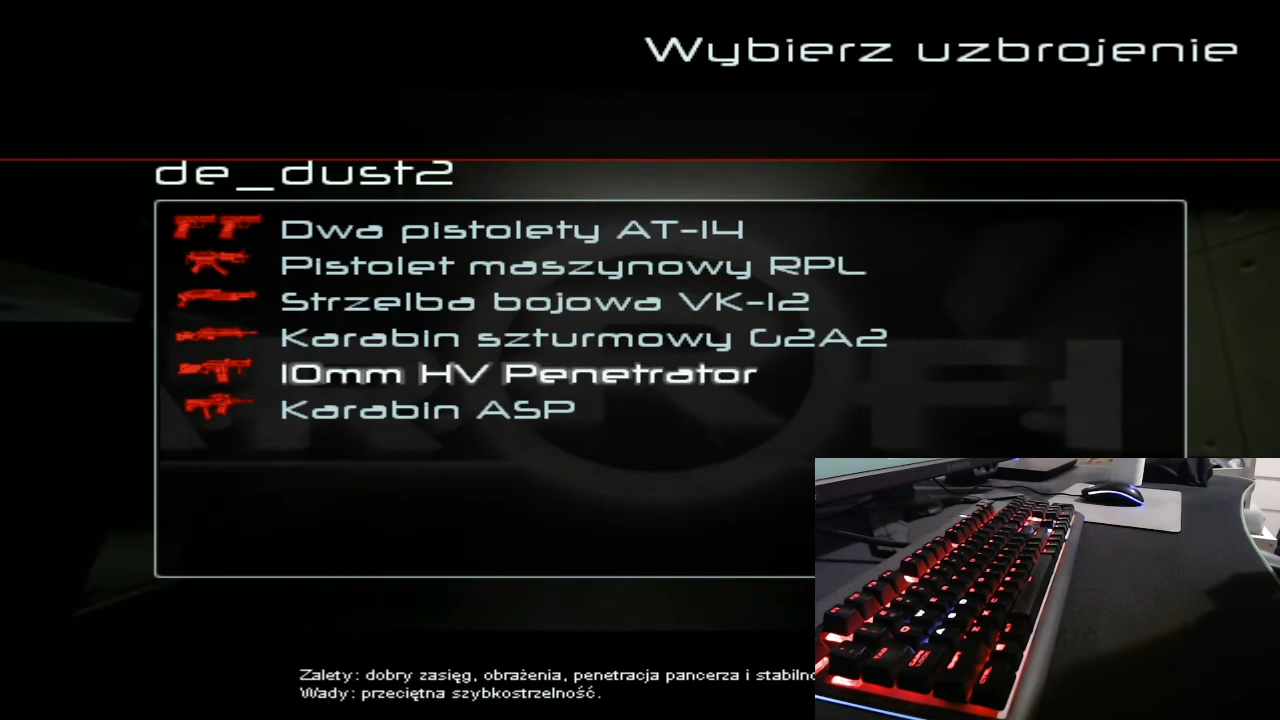 Wybierz uzbrojenie
de_dust2
Dwa pistolety AT-14
Pistolet maszynowy RPL
Strzelba bojowa VK-12
Karabin szturmowy G2A2
10mm HV Penetrator
Karabin ASP
Zalety: dobry zasięg, obrażenia, penetracja pancerza i
Wady: przeciętna szybkostrzelność.